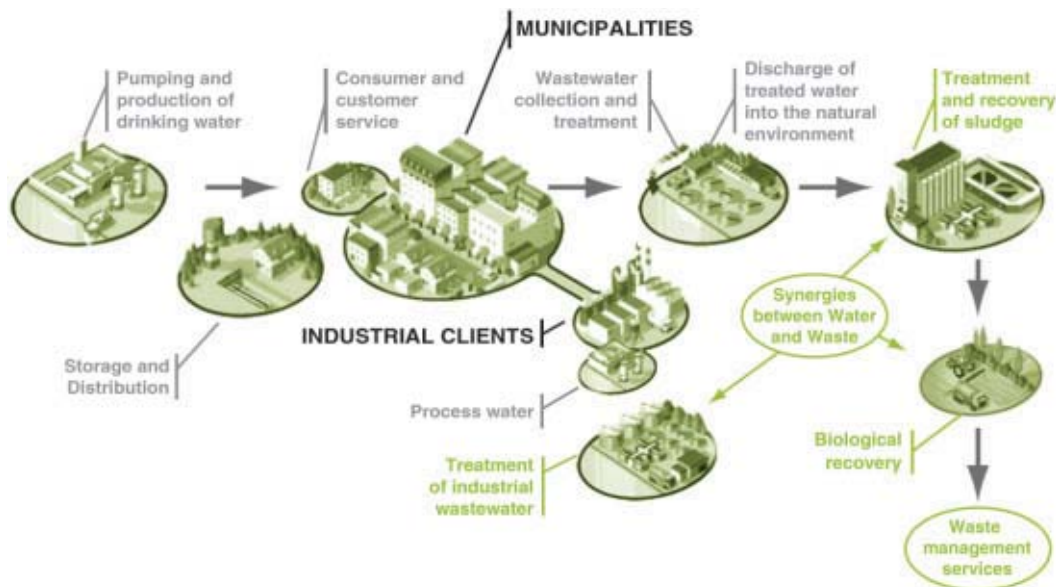 MUNICIPALITIES
Pumping and
production of
drinking water
Consumer and
customer
service
Wastewater
collection and
treatment
Discharge of
treated water
into the natural
environment
Treatment
and recovery
of sludge
Synergies
between Water
and Waste
INDUSTRIAL CLIENTS
Storage and
Distribution
Process water
Biological
recovery
Treatment
of industrial
wastewater
Waste
management
services